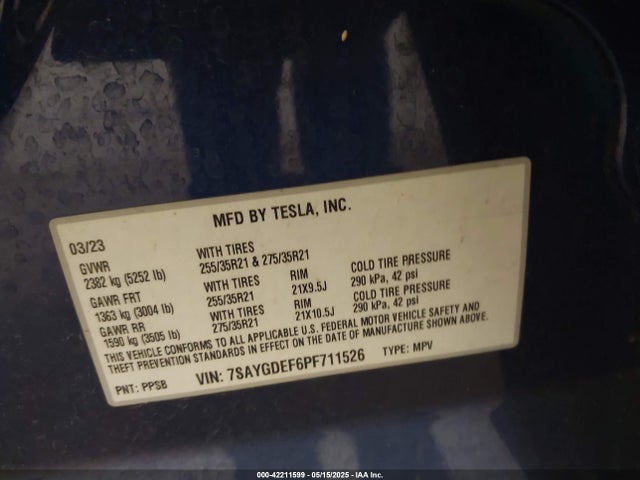 MFD BY TESLA, INC.
03/23
GVWR WITH TIRES
2382 kg (5252 lb) 255/35R21 & 275/35R21
GAWR FRT WITH TIRES RIM COLD TIRE PRESSURE
1363 kg (3004 lb) 255/35R21 21X9.5J 290 kPa, 42 psi
GAWR RR WITH TIRES RIM COLD TIRE PRESSURE
1590 kg (3505 lb) 275/35R21 21X10.5J 290 kPa, 42 psi
THIS VEHICLE CONFORMS TO ALL APPLICABLE U.S. FEDERAL MOTOR VEHICLE SAFETY AND
THEFT PREVENTION STANDARDS IN EFFECT ON THE DATE OF MANUFACTURE SHOWN ABOVE.
PNT: PPSB VIN: 7SAYGDEF6PF711526 TYPE: MPV
000-42211599 - 05/15/2025 - IAA Inc.